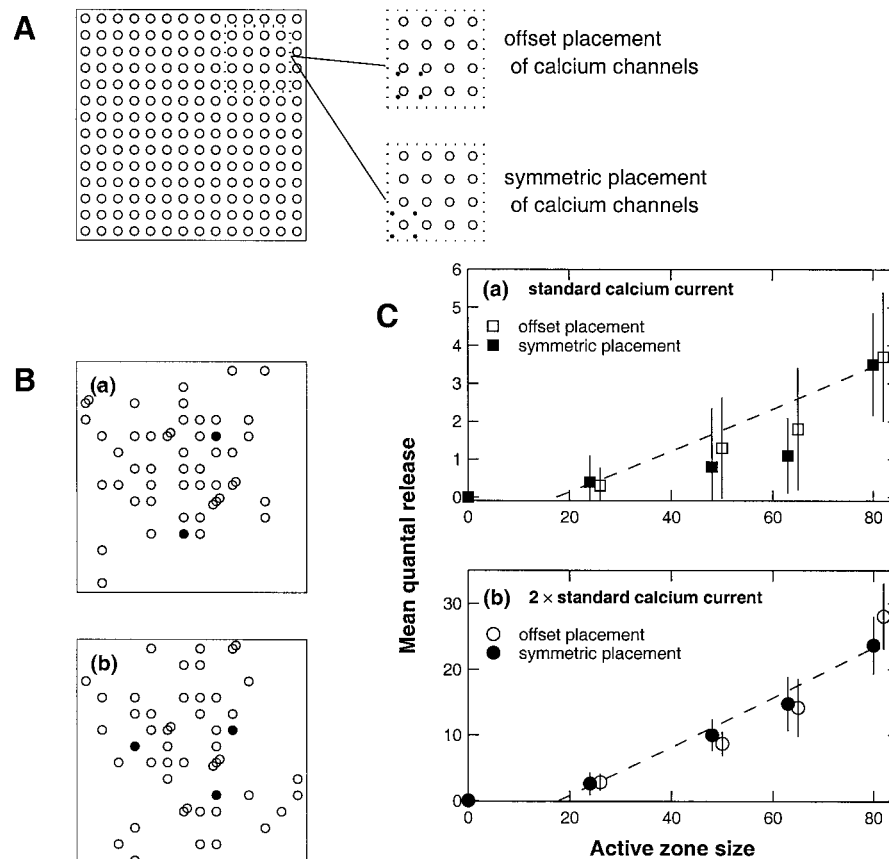 A
offset placement
of calcium channels
symmetric placement
of calcium channels
B
(a)
(b)
C
Mean quantal release
6
5
4
3
2
1
0
(a) standard calcium current
offset placement
symmetric placement
0 20 40 60 80
30
20
10
0
(b) 2 × standard calcium current
offset placement
symmetric placement
0 20 40 60 80
Active zone size